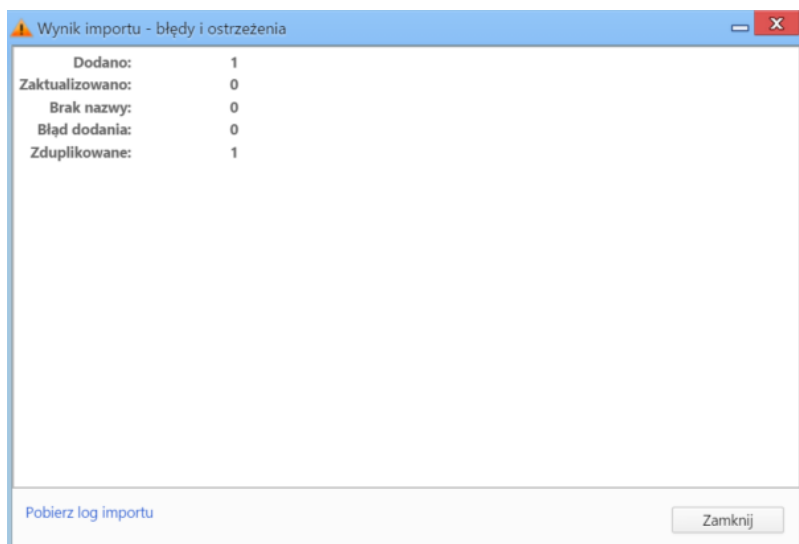 Wynik importu - błędy i ostrzeżenia
Dodano: 1
Zaktualizowano: 0
Brak nazwy: 0
Błąd dodania: 0
Zduplikowane: 1
Pobierz log importu
Zamknij